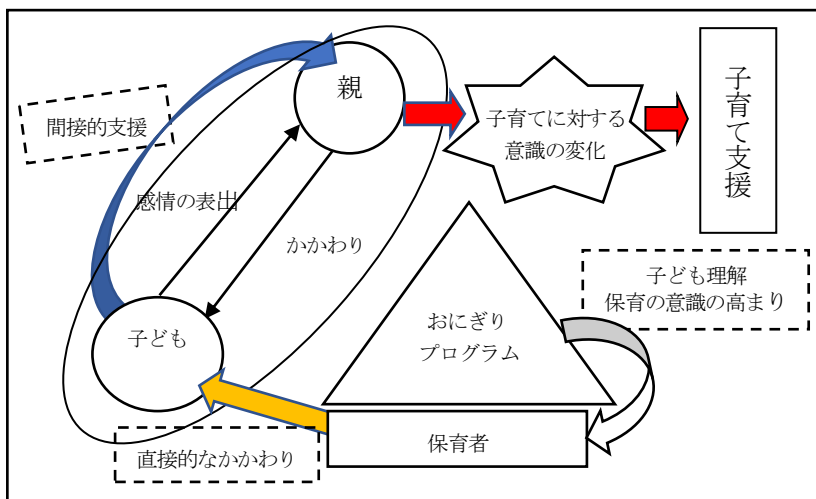 親
子育て支援
間接的支援
子育てに対する
意識の変化
感情の表出
かかわり
子ども理解
保育の意識の高まり
おにぎり
プログラム
子ども
保育者
直接的なかかわり